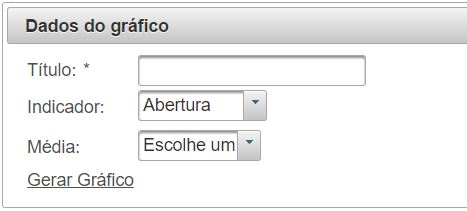 Dados do gráfico
Título: *
Indicador: Abertura
Média: Escolhe um
Gerar Gráfico